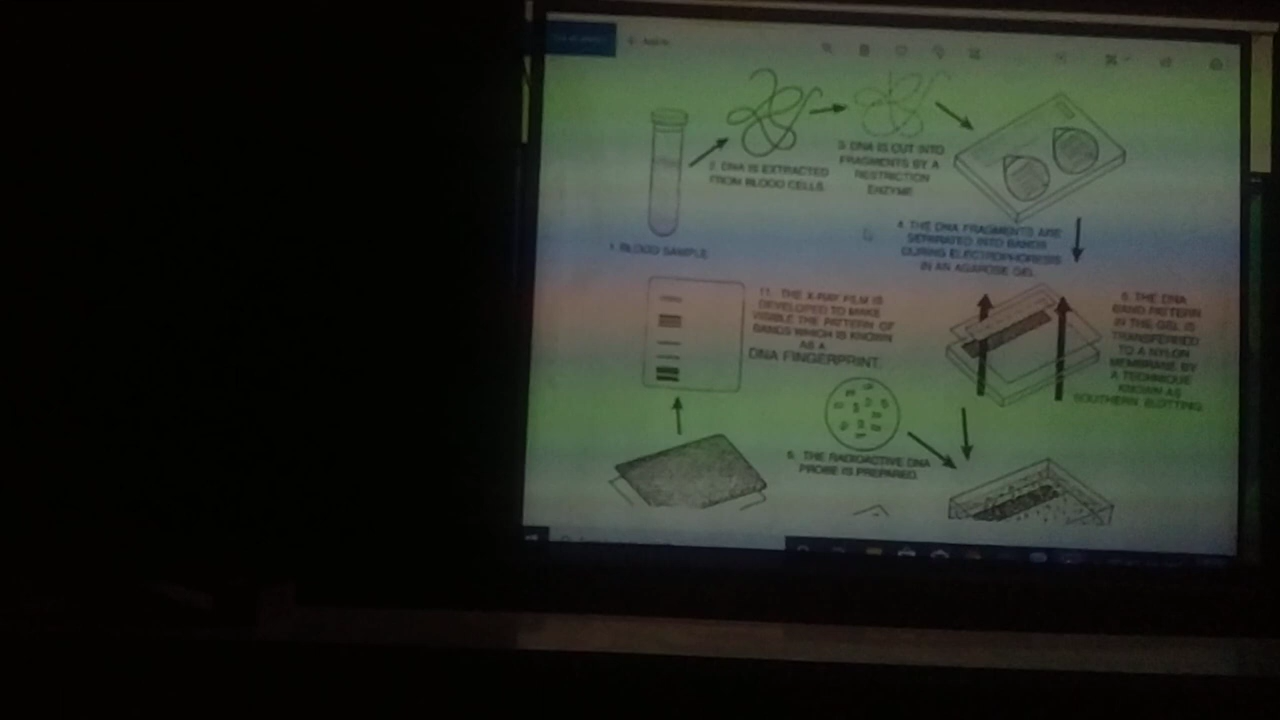 1. BLOOD SAMPLE
2. DNA IS EXTRACTED
FROM BLOOD CELLS.
3. DNA IS CUT INTO
FRAGMENTS BY A
RESTRICTION
ENZYME
4. THE DNA FRAGMENTS ARE
SEPARATED INTO BANDS
DURING ELECTROPHORESIS
IN AN AGAROSE GEL.
THE DNA
BAND PATTERN
IN THE GEL IS
TRANSFERRED
TO A NYLON
MEMBRANE BY
A TECHNIQUE
KNOWN AS
SOUTHERN BLOTTING
THE RADIOACTIVE DNA
PROBE IS PREPARED.
11. THE X-RAY FILM IS
DEVELOPED TO MAKE
VISIBLE THE PATTERN OF
BANDS WHICH IS KNOWN
AS A
DNA FINGERPRINT.